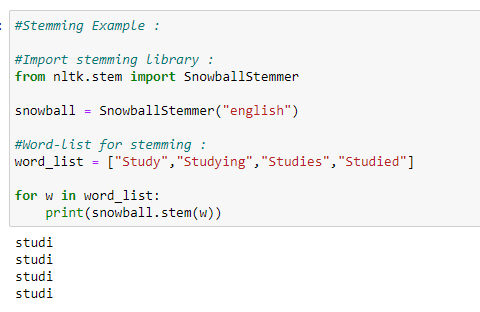 :
#Stemming Example :
#Import stemming library :
from nltk.stem import SnowballStemmer
snowball = SnowballStemmer("english")
#Word-list for stemming :
word_list = ["Study","Studying","Studies","Studied"]
for w in word_list:
    print(snowball.stem(w))
studi
studi
studi
studi